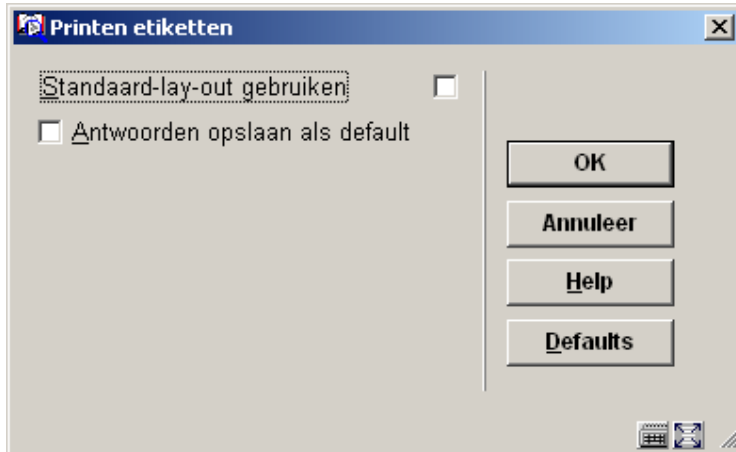 Printen etiketten
Standaard-lay-out gebruiken
Antwoorden opslaan als default
OK
Annuleer
Help
Defaults